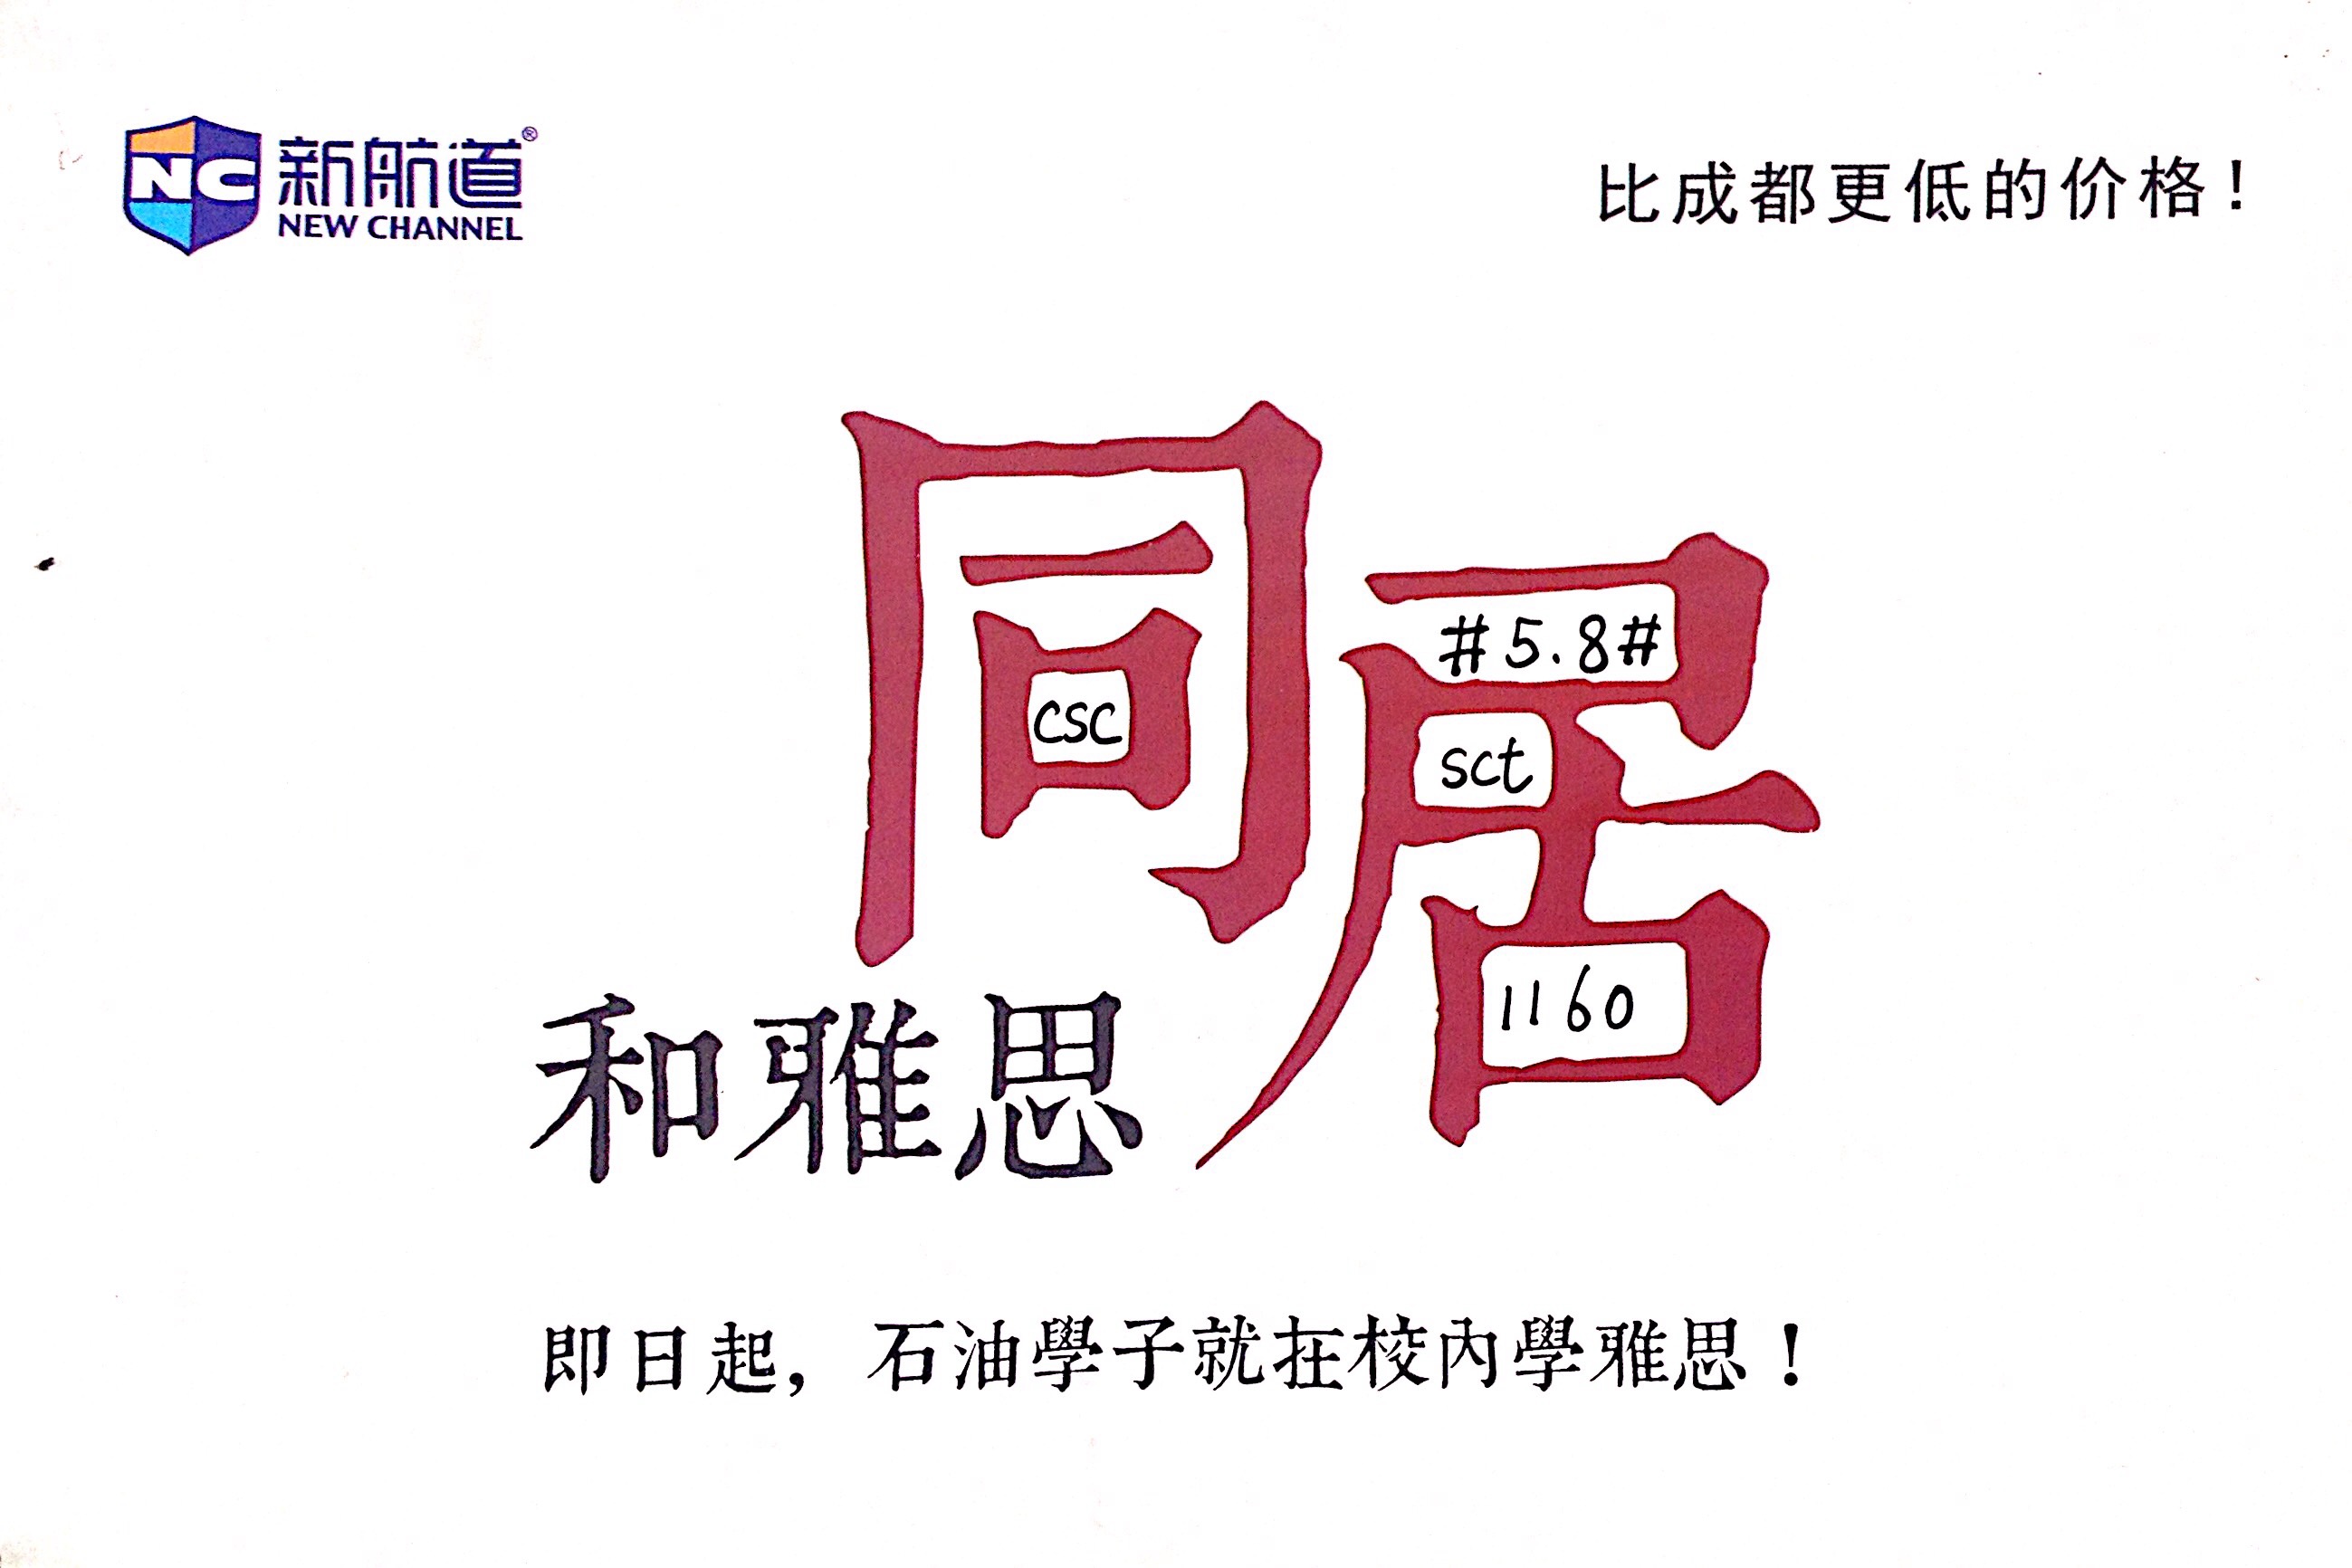 NC 新航道®
NEW CHANNEL
比成都更低的价格！
和雅思同居
csc
#5.8#
sct
1160
即日起，石油學子就在校內學雅思！